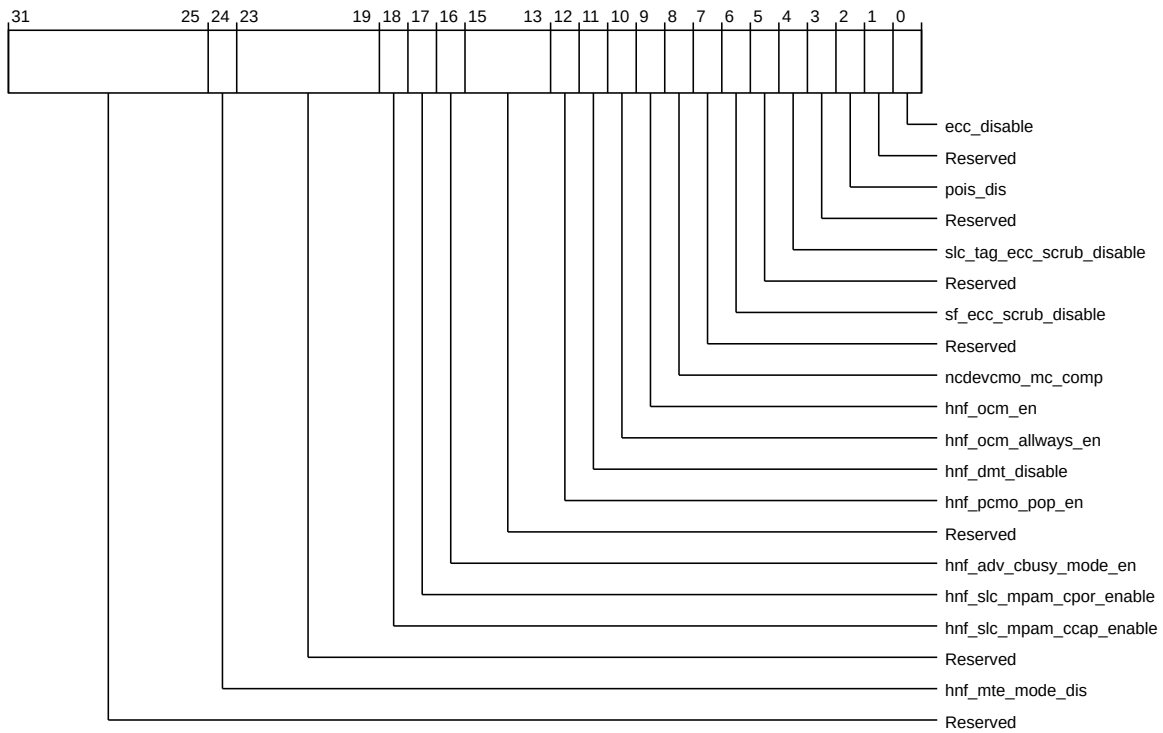 31 25 24 23 19 18 17 16 15 13 12 11 10 9 8 7 6 5 4 3 2 1 0
ecc_disable
Reserved
pois_dis
Reserved
slc_tag_ecc_scrub_disable
Reserved
sf_ecc_scrub_disable
Reserved
ncdevcmo_mc_comp
hnf_ocm_en
hnf_ocm_allways_en
hnf_dmt_disable
hnf_pcmo_pop_en
Reserved
hnf_adv_cbusy_mode_en
hnf_slc_mpam_cpor_enable
hnf_slc_mpam_ccap_enable
Reserved
hnf_mte_mode_dis
Reserved